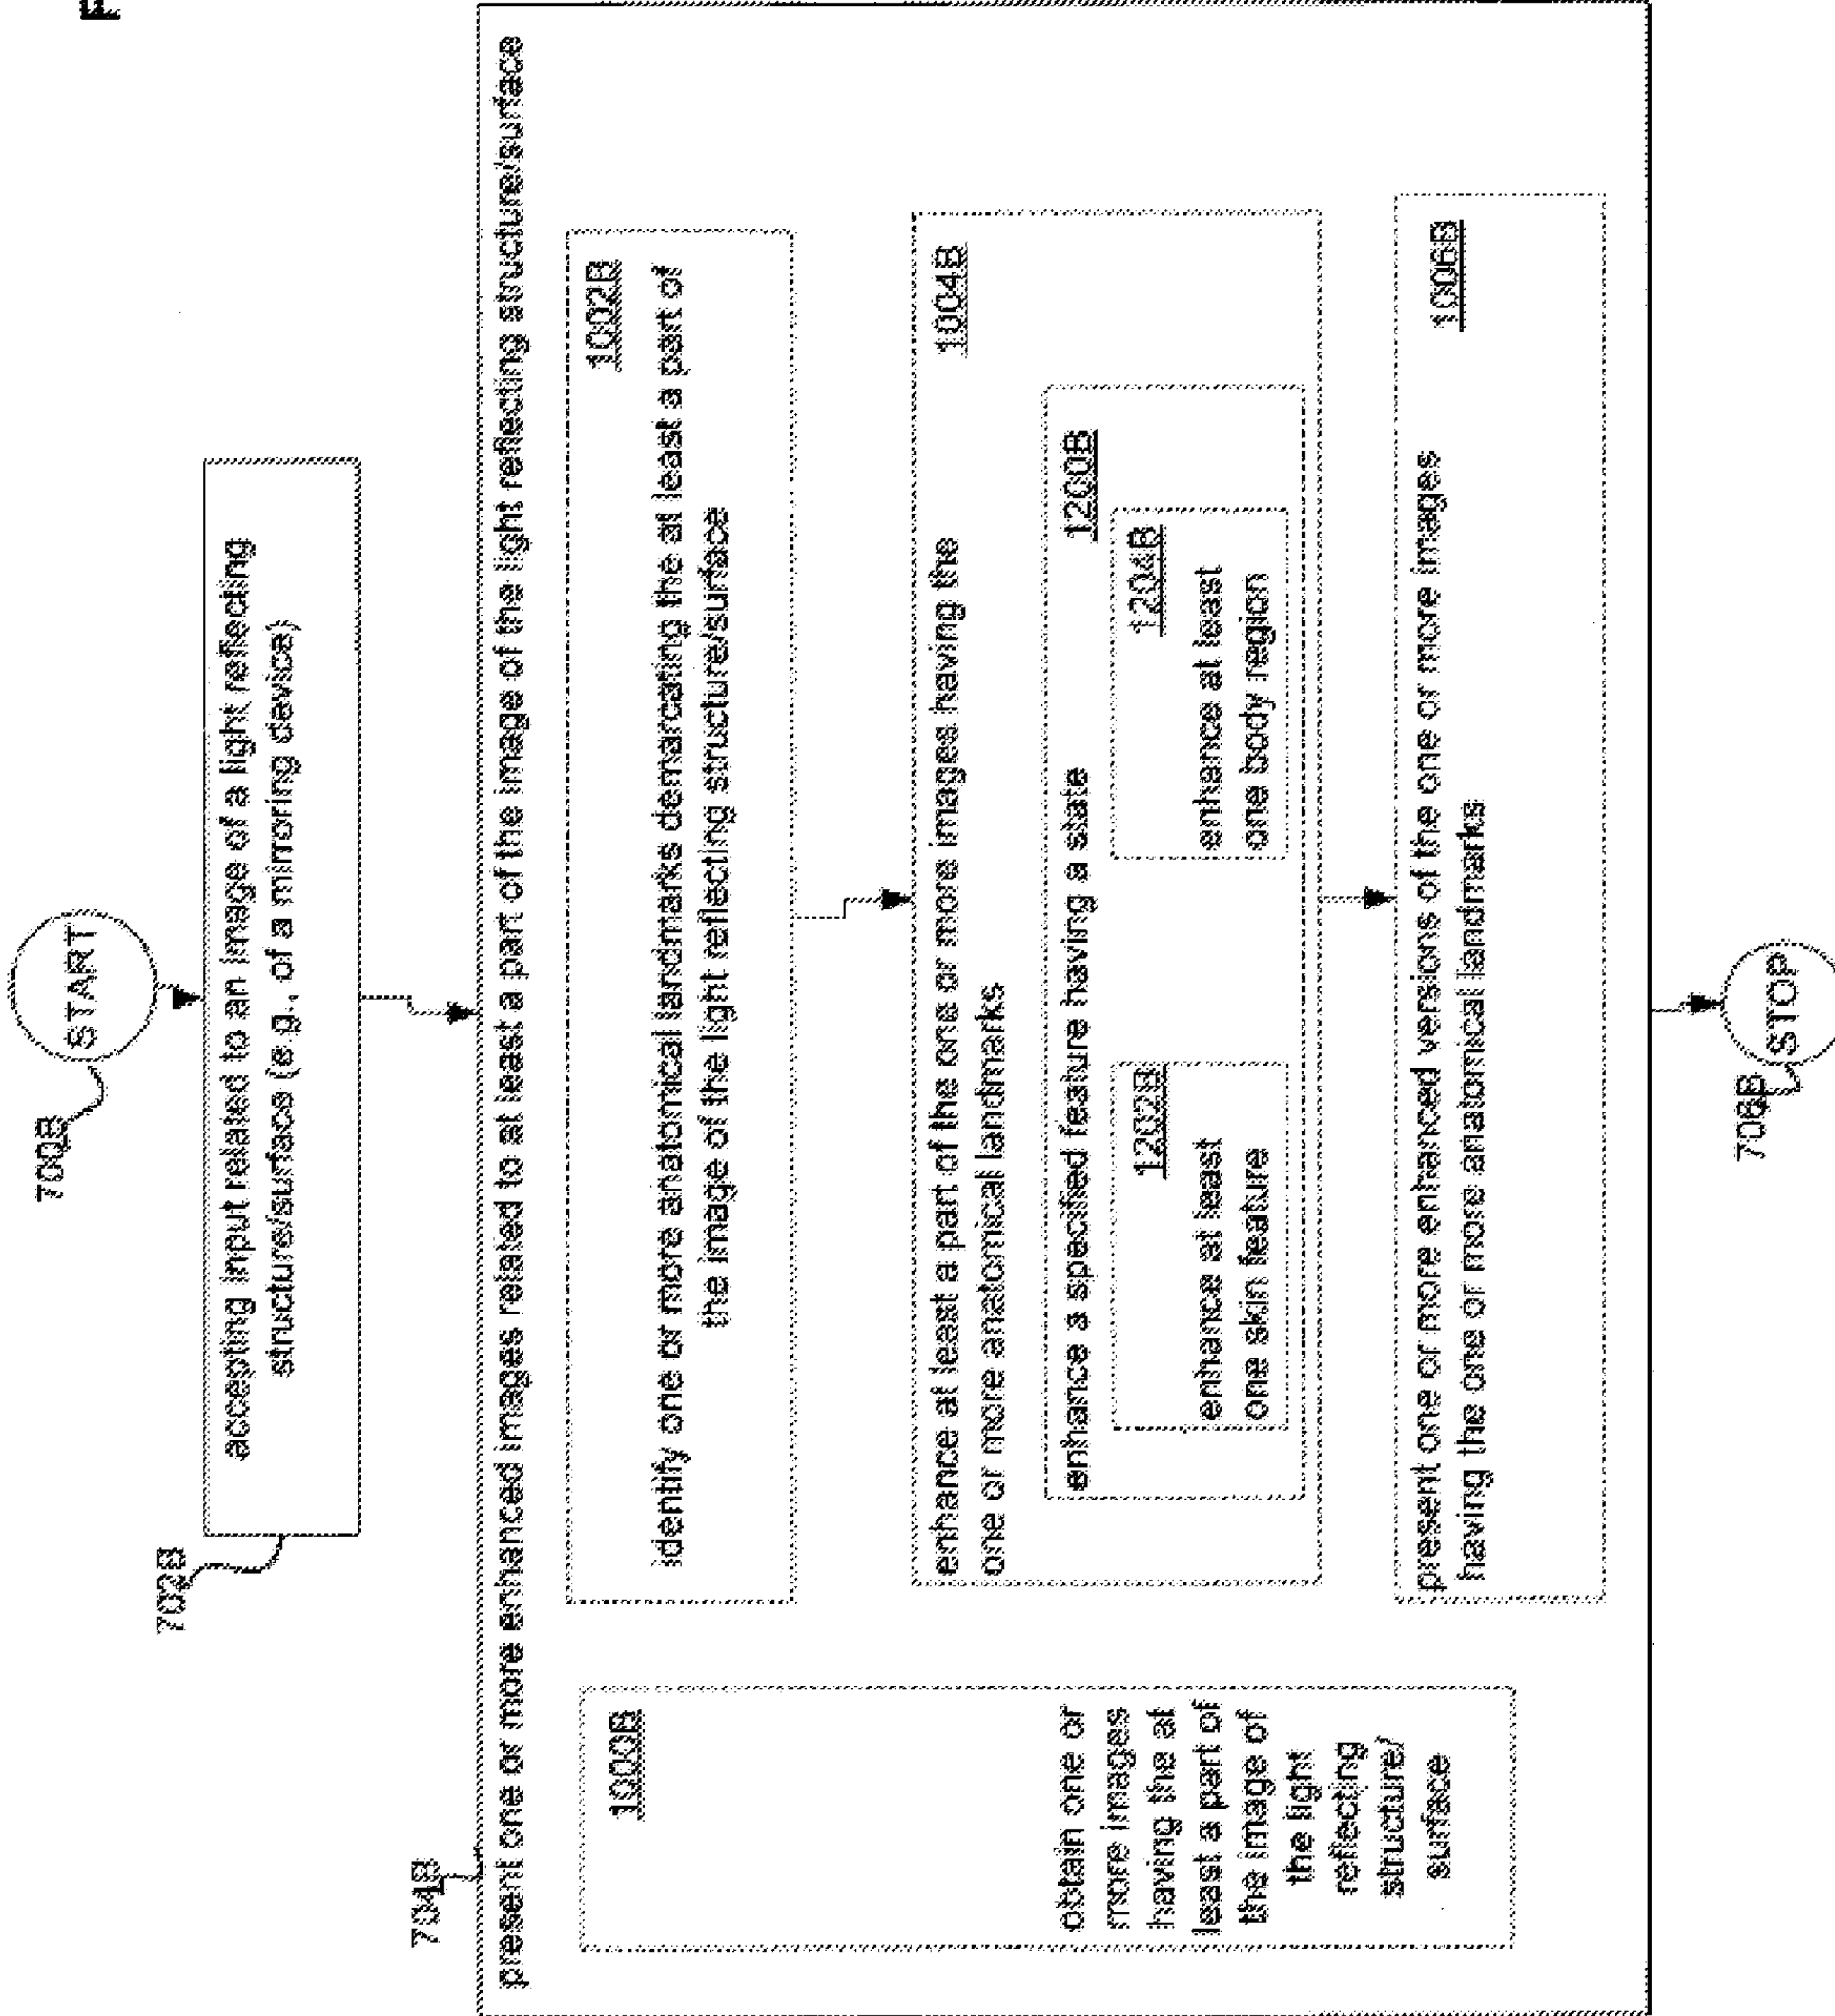 700B
START
702B
accepting input related to an image of a light reflecting
structure/surface (e.g., of a mirroring device)
704B
present one or more enhanced images related to at least a part of the image of the light reflecting structure/surface
1000B
obtain one or
more images
having the at
least a part of
the image of
the light
reflecting
structure/
surface
1002B
identify one or more anatomical landmarks demarcating the at least a part of
the image of the light reflecting structure/surface
1004B
enhance at least a part of the one or more images having the
one or more anatomical landmarks
1200B
enhance a specified feature having a state
1202B
enhance at least
one skin feature
1204B
enhance at least
one body region
1006B
present one or more enhanced versions of the one or more images
having the one or more anatomical landmarks
706B
STOP